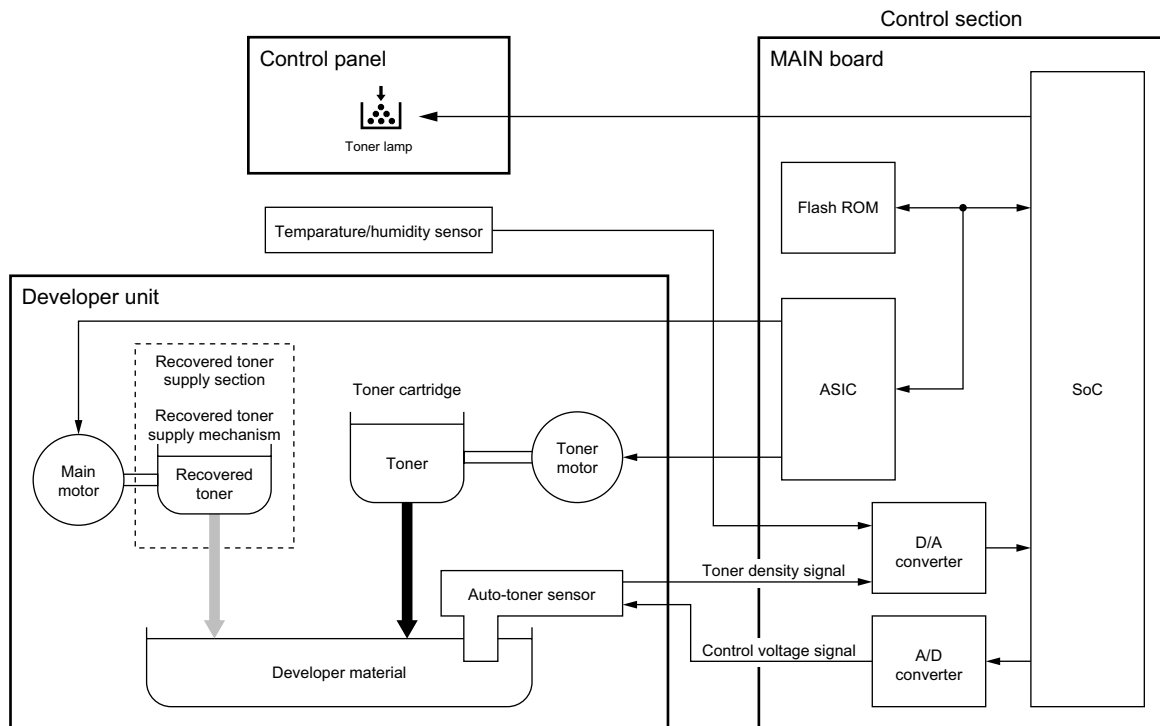 Control section
Control panel
MAIN board
Toner lamp
Flash ROM
Temparature/humidity sensor
Developer unit
Recovered toner
supply section
Toner cartridge
ASIC
SoC
Recovered toner
supply mechanism
Main
motor
Recovered
toner
Toner
Toner
motor
D/A
converter
Toner density signal
Auto-toner sensor
Control voltage signal
A/D
converter
Developer material